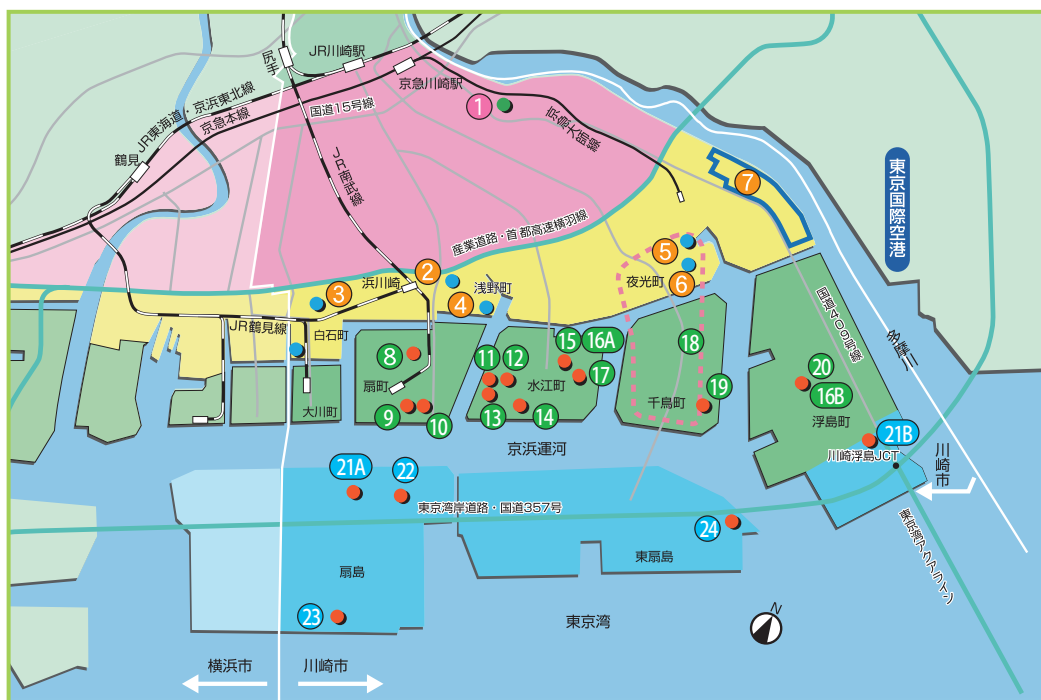 JR川崎駅
尻手
京急川崎駅
JR東海道・京浜東北線
京急本線
国道15号線
鶴見
1
京急大師線
JR南武線
7
東京国際空港
産業道路・首都高速横羽線
2
浜川崎
3
4
浅野町
5
夜光町
6
国道409号線
多摩川
JR鶴見線
白石町
8
扇町
9
10
11
12
13
14
15
16A
17
水江町
18
19
千鳥町
20
16B
浮島町
大川町
21B
川崎浮島JCT
川崎市
京浜運河
21A
22
東京湾岸道路・国道357号
24
東扇島
東京湾アクアライン
扇島
23
東京湾
N
横浜市
川崎市